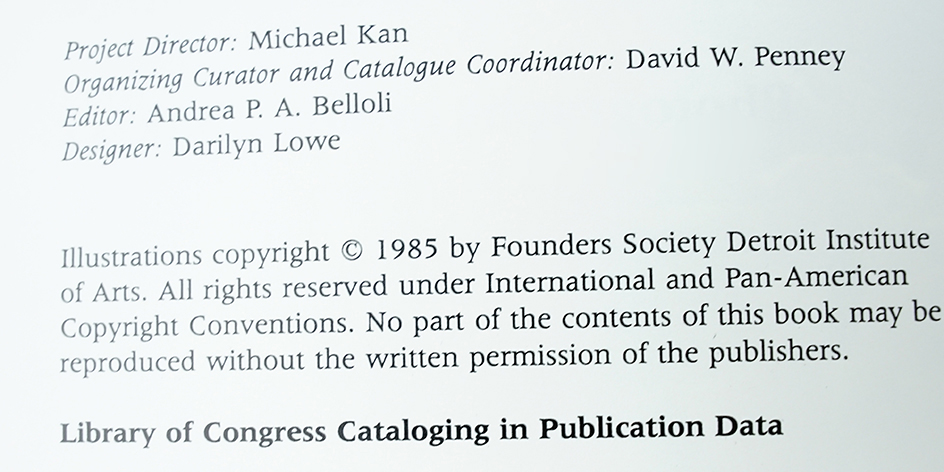 Project Director: Michael Kan
Organizing Curator and Catalogue Coordinator: David W. Penney
Editor: Andrea P. A. Belloli
Designer: Darilyn Lowe
Illustrations copyright © 1985 by Founders Society Detroit Institute
of Arts. All rights reserved under International and Pan-American
Copyright Conventions. No part of the contents of this book may be
reproduced without the written permission of the publishers.
Library of Congress Cataloging in Publication Data